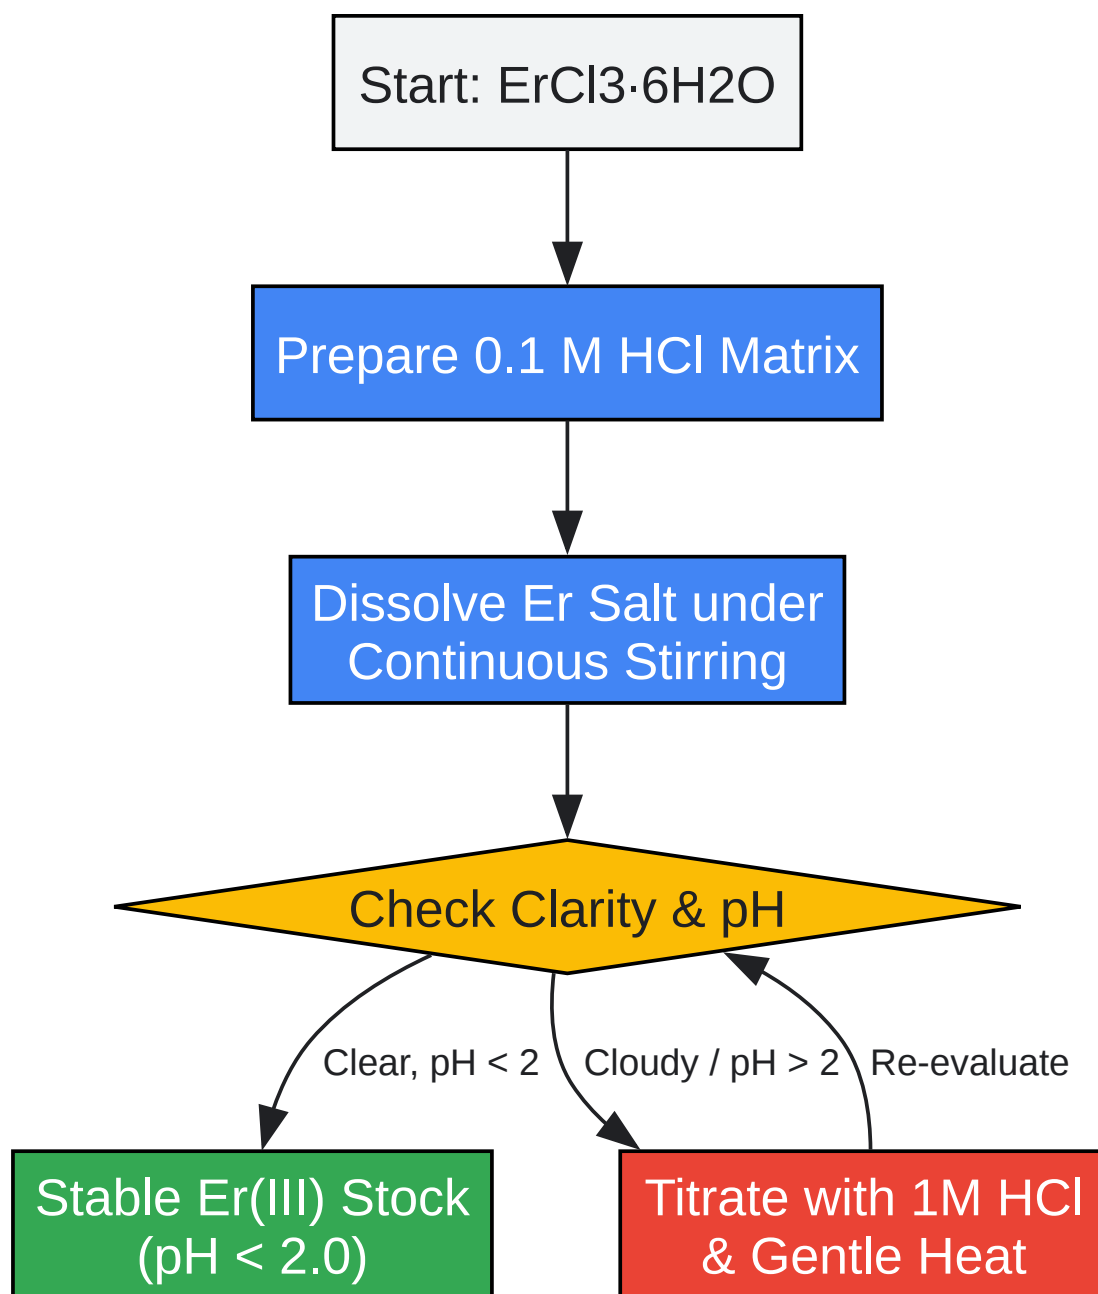 Start: ErCl3·6H2O
Prepare 0.1 M HCl Matrix
Dissolve Er Salt under
Continuous Stirring
Check Clarity & pH
Clear, pH < 2
Cloudy / pH > 2
Re-evaluate
Stable Er(III) Stock
(pH < 2.0)
Titrate with 1M HCl
& Gentle Heat